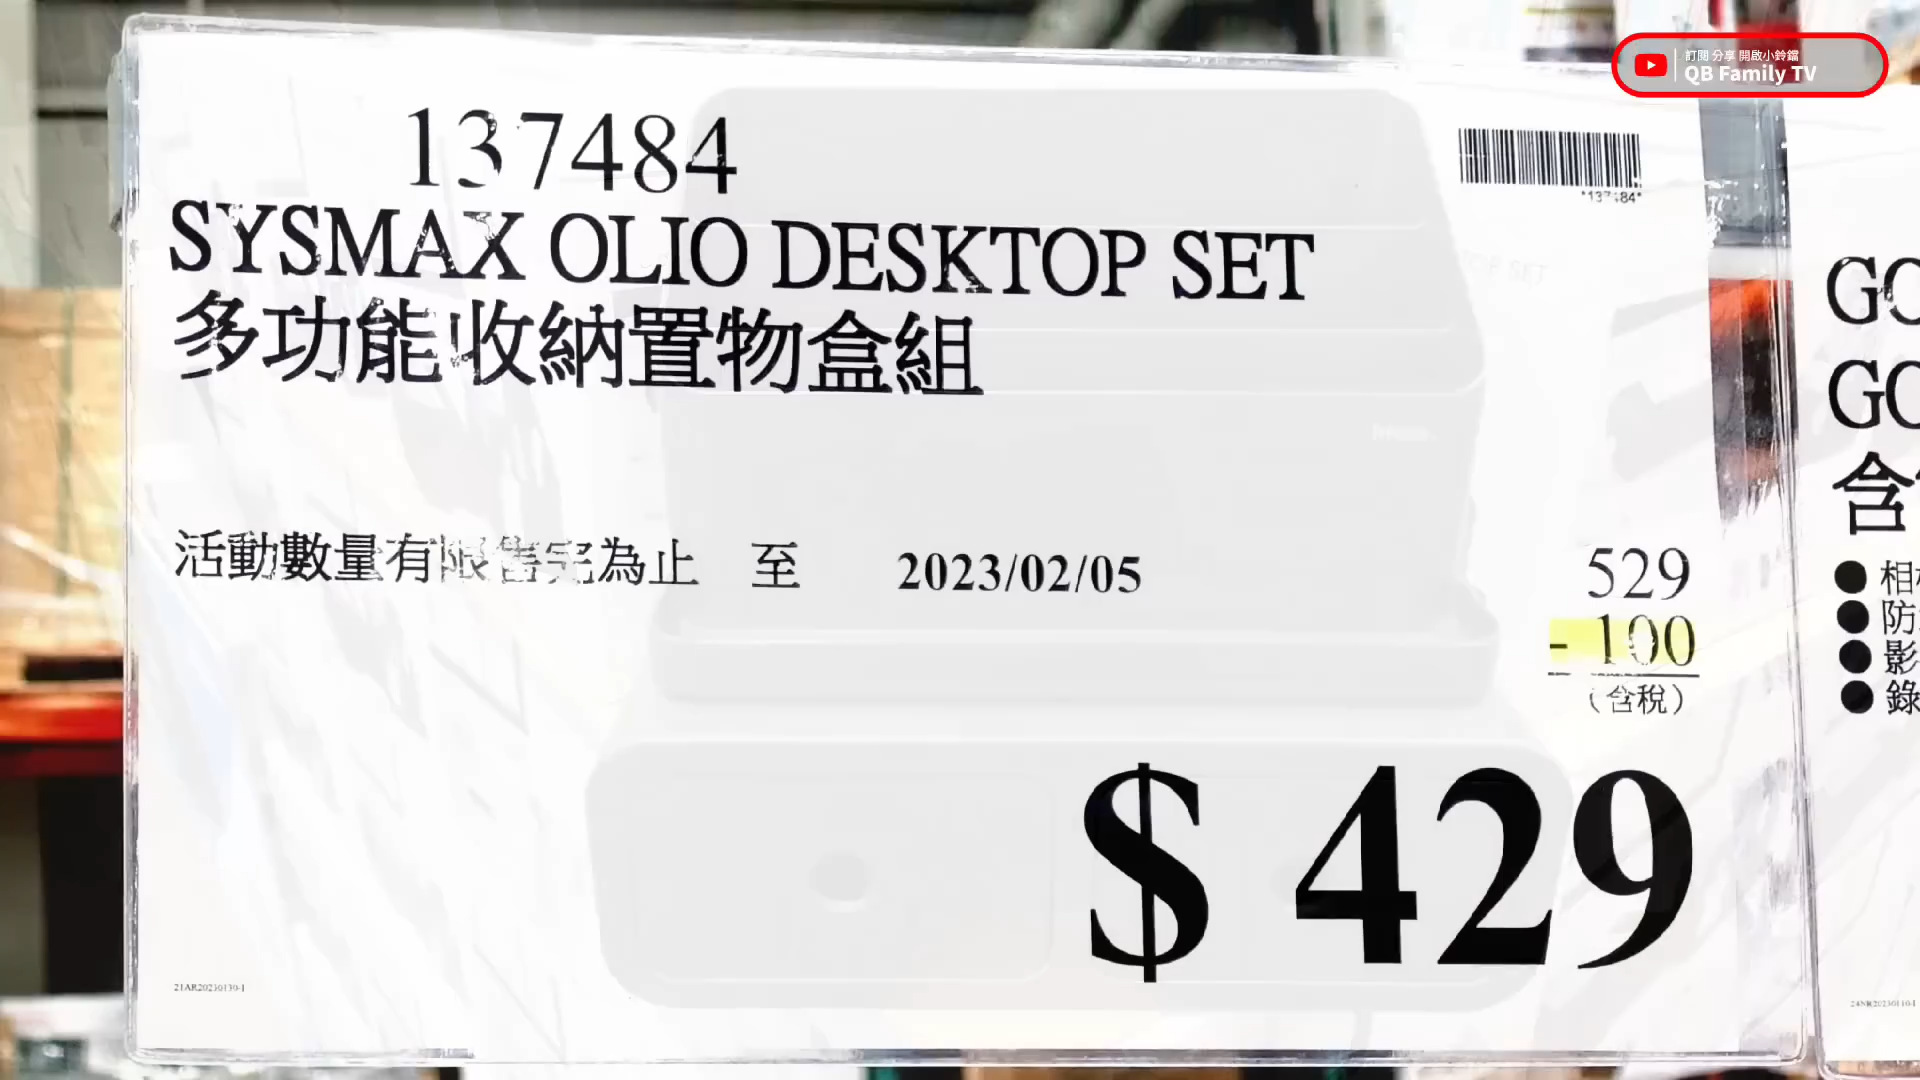 訂閱 分享 開啟小鈴鐺
QB Family TV
137484
SYSMAX OLIO DESKTOP SET
多功能收納置物盒組
活動數量有限售完為止 至 2023/02/05
529
- 100
(含稅)
$ 429
GO
GO
含
相
防
影
錄